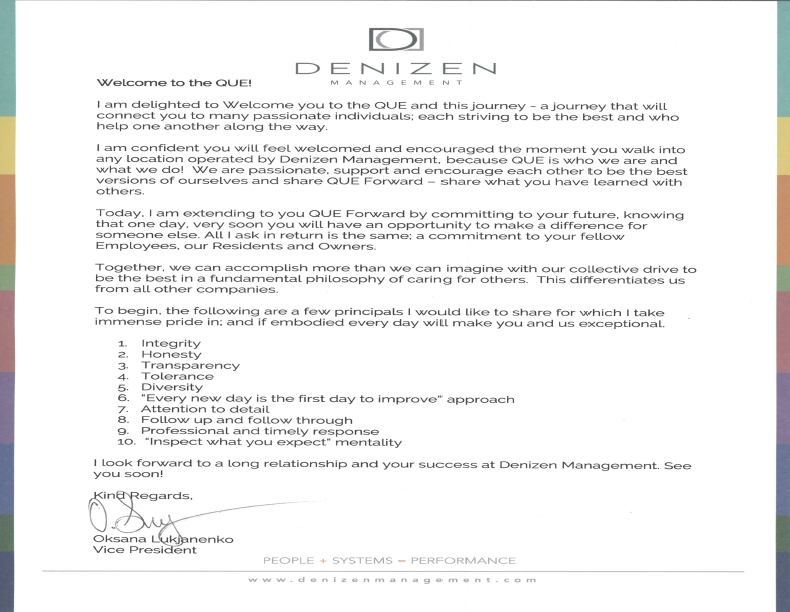 DENIZEN
MANAGEMENT
Welcome to the QUE!
I am delighted to Welcome you to the QUE and this journey - a journey that will
connect you to many passionate individuals; each striving to be the best and who
help one another along the way.
I am confident you will feel welcomed and encouraged the moment you walk into
any location operated by Denizen Management, because QUE is who we are and
what we do! We are passionate, support and encourage each other to be the best
versions of ourselves and share QUE Forward – share what you have learned with
others.
Today, I am extending to you QUE Forward by committing to your future, knowing
that one day, very soon you will have an opportunity to make a difference for
someone else. All I ask in return is the same; a commitment to your fellow
Employees, our Residents and Owners.
Together, we can accomplish more than we can imagine with our collective drive to
be the best in a fundamental philosophy of caring for others. This differentiates us
from all other companies.
To begin, the following are a few principals I would like to share for which I take
immense pride in; and if embodied every day will make you and us exceptional.
1. Integrity
2. Honesty
3. Transparency
4. Tolerance
5. Diversity
6. "Every new day is the first day to improve" approach
7. Attention to detail
8. Follow up and follow through
9. Professional and timely response
10. "Inspect what you expect" mentality
I look forward to a long relationship and your success at Denizen Management. See
you soon!
Kind Regards,
Oksana Lukjanenko
Vice President
PEOPLE + SYSTEMS = PERFORMANCE
www.denizenmanagement.com